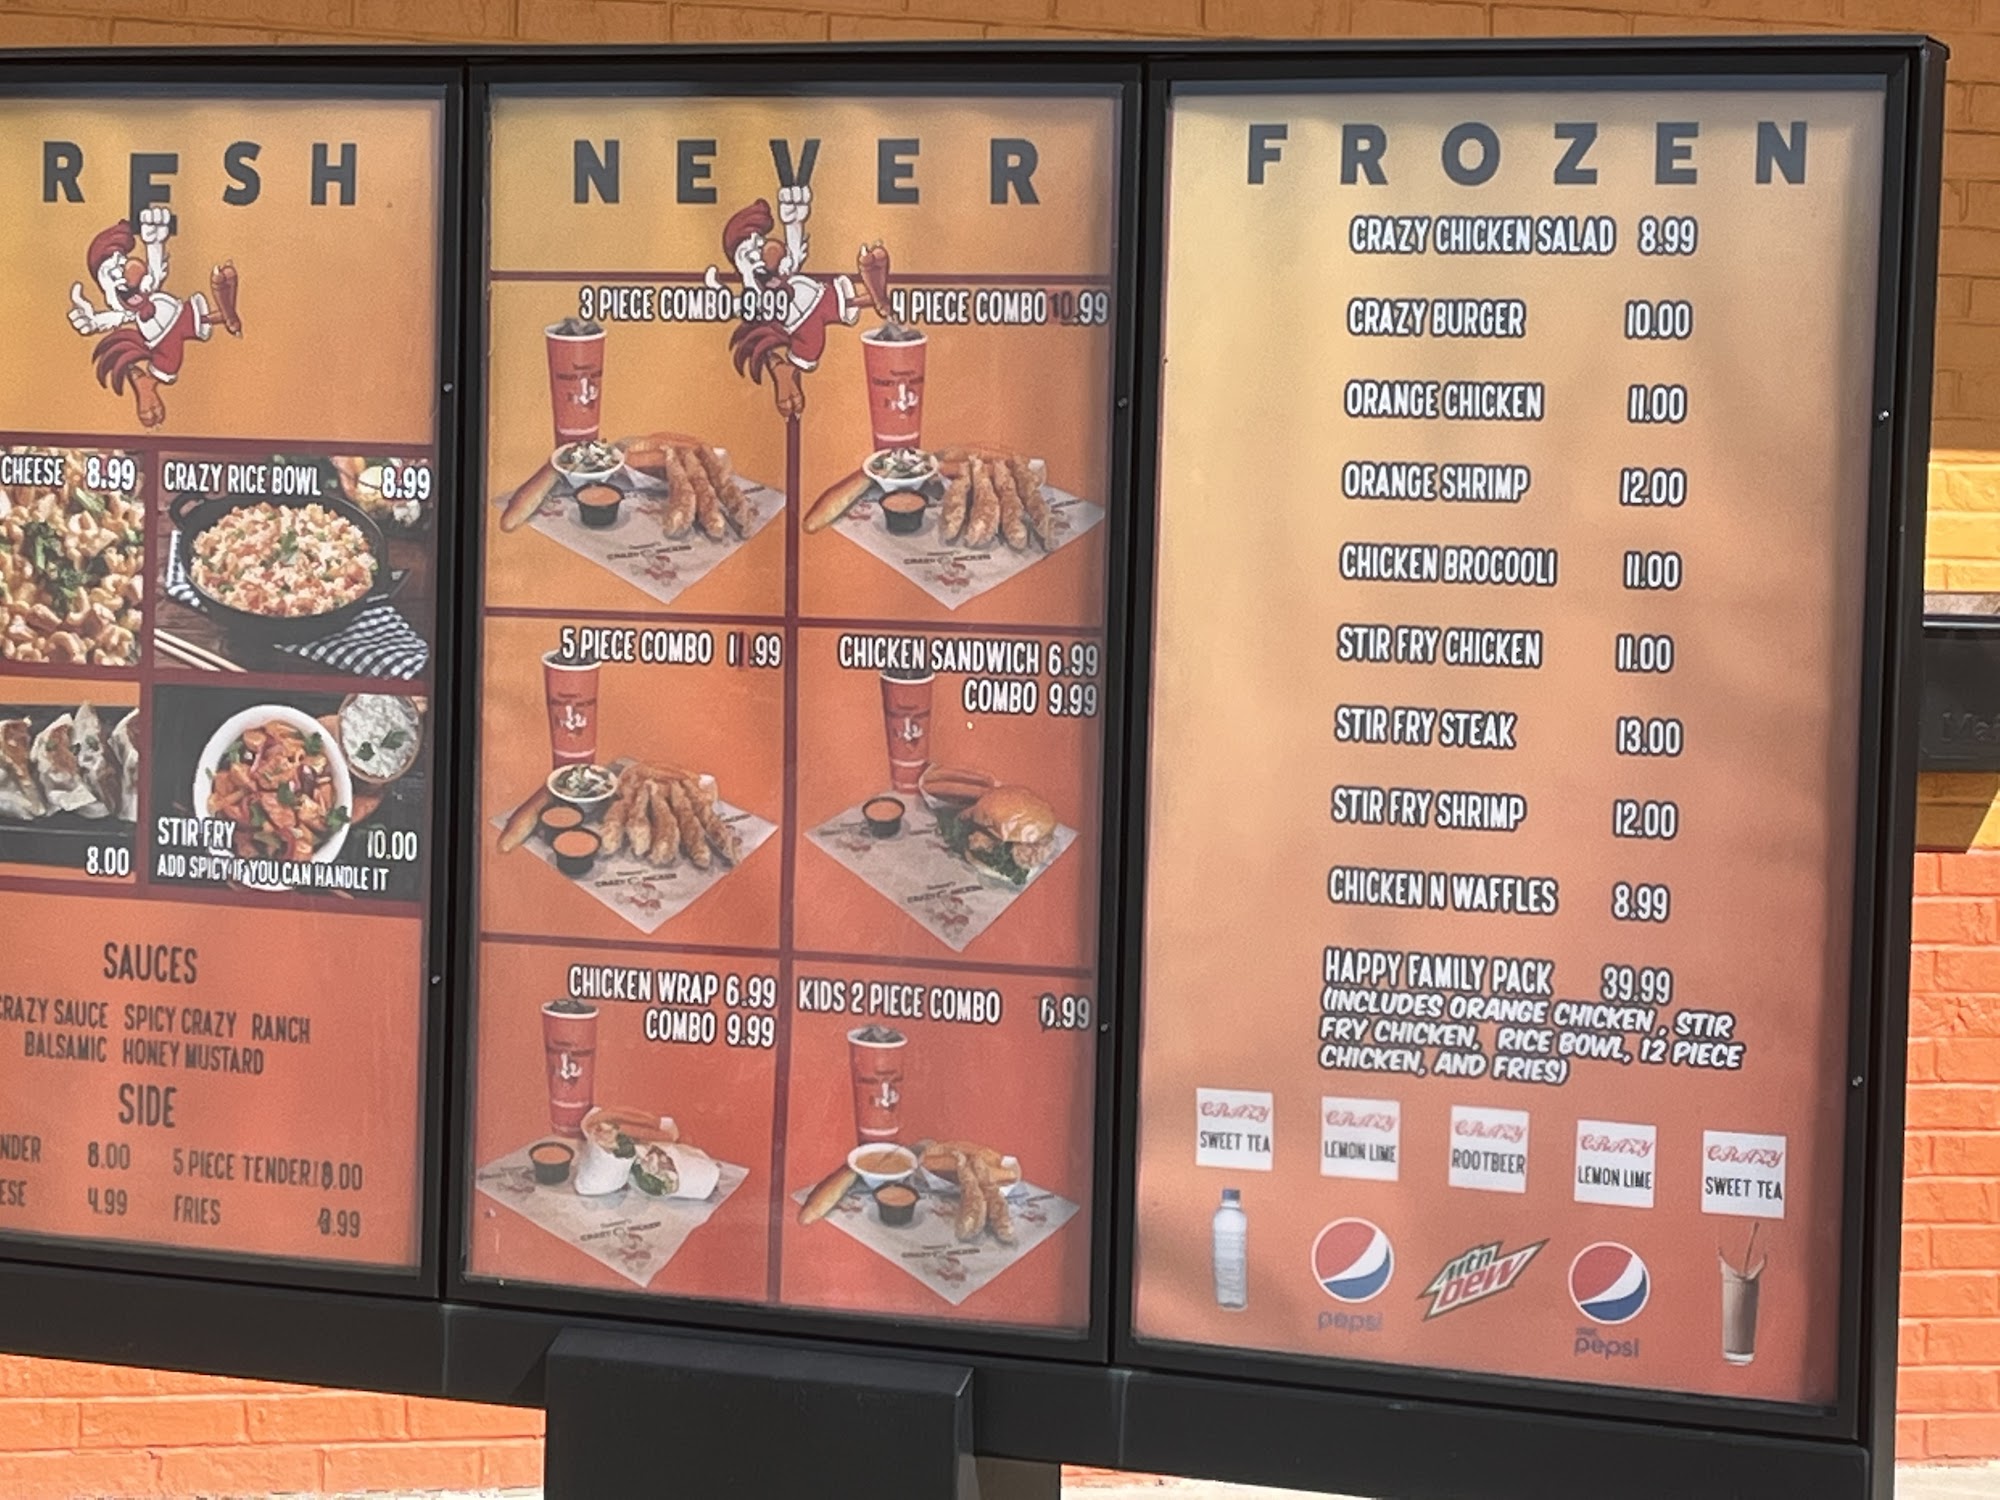 RESH
CHEESE 8.99
CRAZY RICE BOWL 8.99
8.00
STIR FRY 10.00
ADD SPICY IF YOU CAN HANDLE IT
SAUCES
CRAZY SAUCE SPICY CRAZY RANCH
BALSAMIC HONEY MUSTARD
SIDE
NDER 8.00 5 PIECE TENDER
ESE 4.99 FRIES
NEVER
3 PIECE COMBO 9.99
4 PIECE COMBO 10.99
5 PIECE COMBO 11.99
CHICKEN SANDWICH 6.99
COMBO 9.99
CHICKEN WRAP 6.99
COMBO 9.99
KIDS 2 PIECE COMBO 6.99
FROZEN
CRAZY CHICKEN SALAD 8.99
CRAZY BURGER 10.00
ORANGE CHICKEN 11.00
ORANGE SHRIMP 12.00
CHICKEN BROCOOLI 11.00
STIR FRY CHICKEN 11.00
STIR FRY STEAK 13.00
STIR FRY SHRIMP 12.00
CHICKEN N WAFFLES 8.99
HAPPY FAMILY PACK 39.99
(INCLUDES ORANGE CHICKEN , STIR
FRY CHICKEN, RICE BOWL, 12 PIECE
CHICKEN, AND FRIES)
CRAZY
SWEET TEA
CRAZY
LEMON LIME
CRAZY
ROOTBEER
CRAZY
LEMON LIME
CRAZY
SWEET TEA
pepsi
mtn
DEW
pepsi